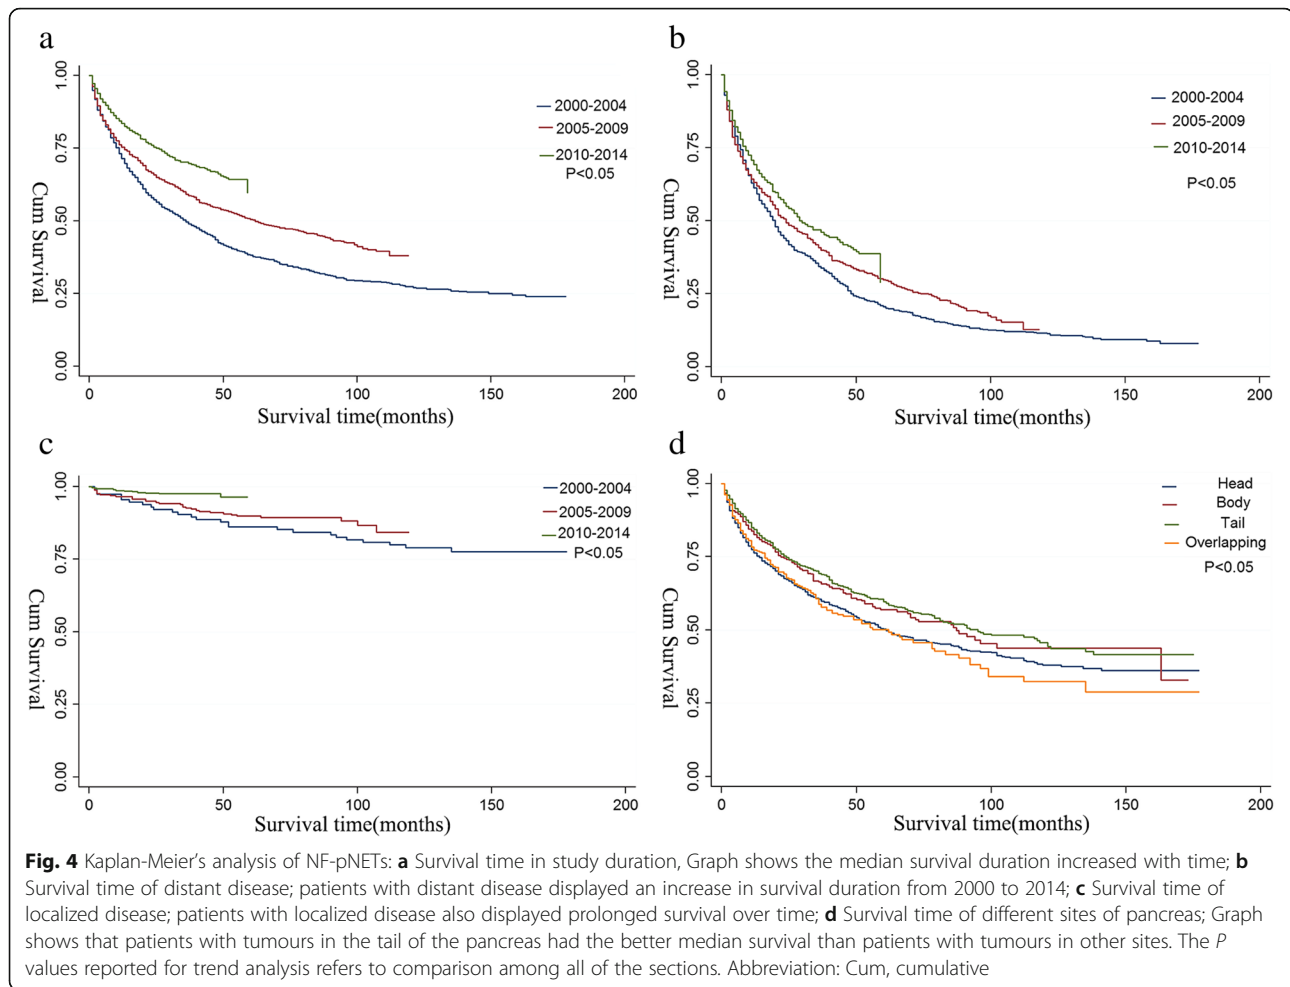 a
1.00
0.75
0.50
0.25
0.00
Cum Survival
2000-2004
2005-2009
2010-2014
P<0.05
0 50 100 150 200
Survival time(months)
b
1.00
0.75
0.50
0.25
0.00
Cum Survival
2000-2004
2005-2009
2010-2014
P<0.05
0 50 100 150 200
Survival time(months)
c
1.00
0.75
0.50
0.25
0.00
Cum Survival
2000-2004
2005-2009
2010-2014
P<0.05
0 50 100 150 200
Survival time(months)
d
1.00
0.75
0.50
0.25
0.00
Cum Survival
Head
Body
Tail
Overlapping
P<0.05
0 50 100 150 200
Survival time(months)
Fig. 4 Kaplan-Meier's analysis of NF-pNETs: a Survival time in study duration, Graph shows the median survival duration increased with time; b
Survival time of distant disease; patients with distant disease displayed an increase in survival duration from 2000 to 2014; c Survival time of
localized disease; patients with localized disease also displayed prolonged survival over time; d Survival time of different sites of pancreas; Graph
shows that patients with tumours in the tail of the pancreas had the better median survival than patients with tumours in other sites. The P
values reported for trend analysis refers to comparison among all of the sections. Abbreviation: Cum, cumulative